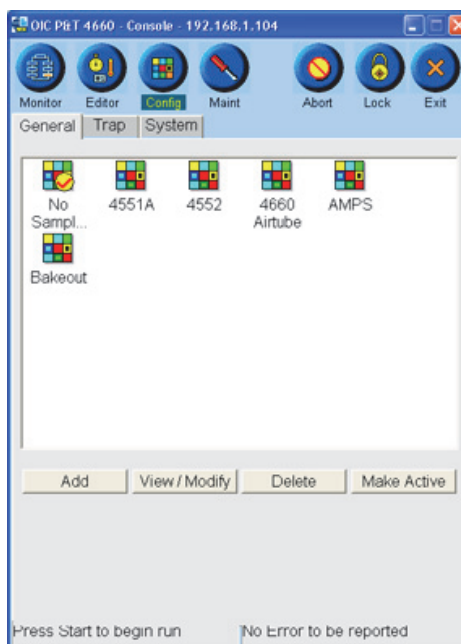 OIC P&T 4660 - Console - 192.168.1.104
Monitor Editor Config Maint Abort Lock Exit
General Trap System
No Sampl... 4551A 4552 4660 Airtube AMPS
Bakeout
Add View / Modify Delete Make Active
Press Start to begin run No Error to be reported